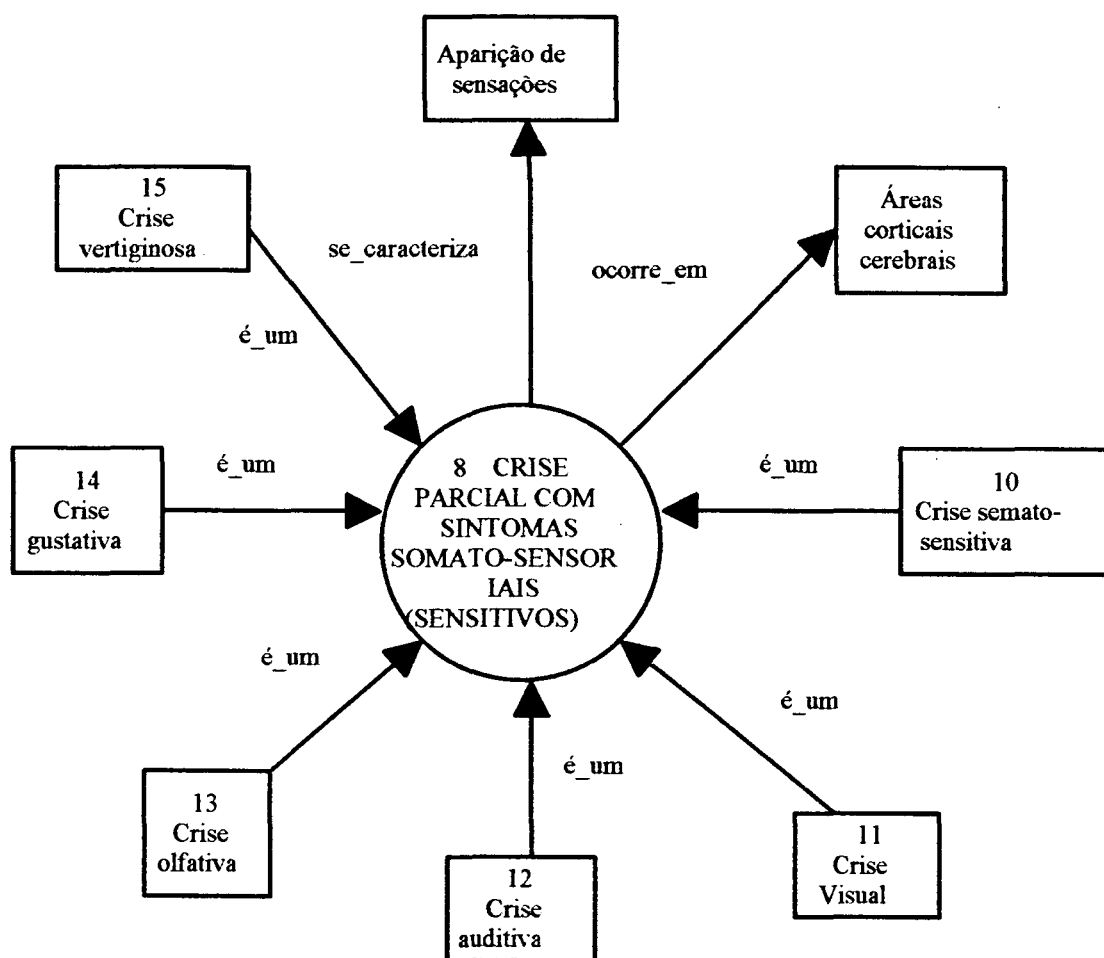 Aparição de
sensações
15
Crise
vertiginosa
Áreas
corticais
cerebrais
se_caracteriza
ocorre_em
é_um
14
Crise
gustativa
é_um
8 CRISE
PARCIAL COM
SINTOMAS
SOMATO-SENSOR
IAIS
(SENSITIVOS)
é_um
10
Crise semato-
sensitiva
é_um
é_um
é_um
13
Crise
olfativa
12
Crise
auditiva
11
Crise
Visual